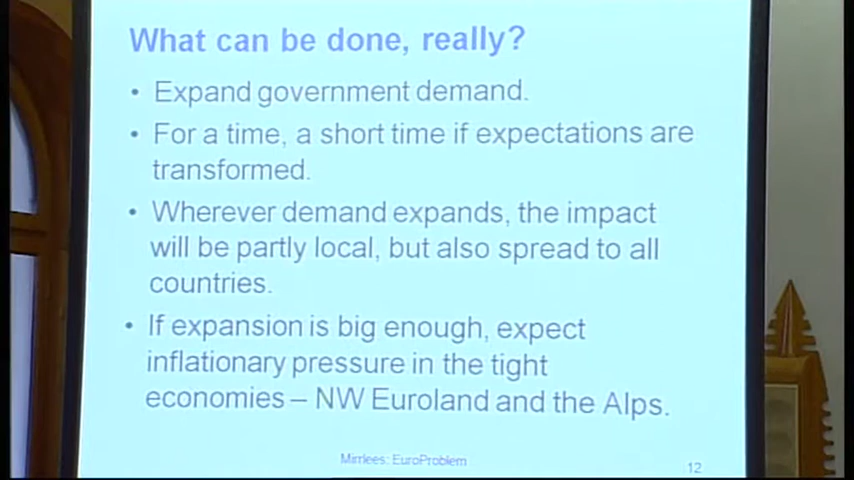 What can be done, really?
• Expand government demand.
• For a time, a short time if expectations are
transformed.
• Wherever demand expands, the impact
will be partly local, but also spread to all
countries.
• If expansion is big enough, expect
inflationary pressure in the tight
economies – NW Euroland and the Alps.
Mirrlees: EuroProblem
12